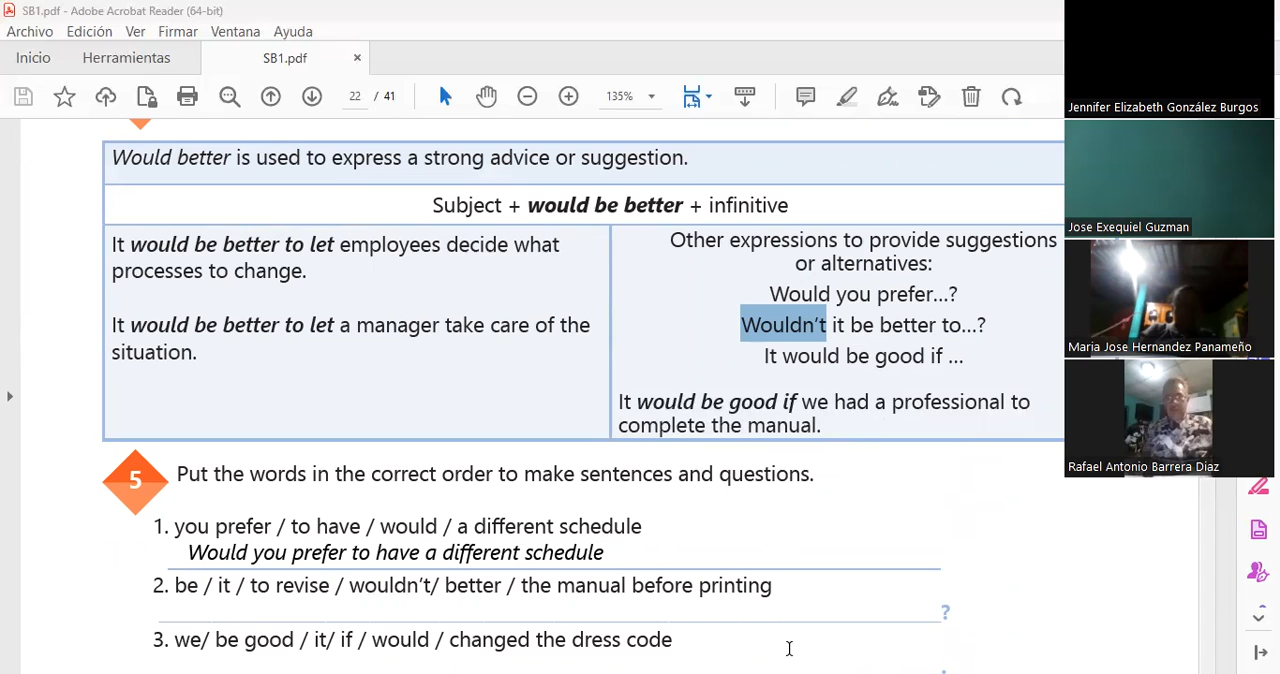 SB1.pdf - Adobe Acrobat Reader (64-bit)
Archivo Edición Ver Firmar Ventana Ayuda
Inicio Herramientas SB1.pdf ×
22 / 41 135%
Would better is used to express a strong advice or suggestion.
Subject + would be better + infinitive
It would be better to let employees decide what
processes to change.
It would be better to let a manager take care of the
situation.
Other expressions to provide suggestions
or alternatives:
Would you prefer...?
Wouldn't it be better to...?
It would be good if ...
It would be good if we had a professional to
complete the manual.
5 Put the words in the correct order to make sentences and questions.
1. you prefer / to have / would / a different schedule
Would you prefer to have a different schedule
2. be / it / to revise / wouldn't/ better / the manual before printing
?
3. we/ be good / it/ if / would / changed the dress code
.
Jennifer Elizabeth González Burgos
Jose Exequiel Guzman
Maria Jose Hernandez Panameño
Rafael Antonio Barrera Diaz